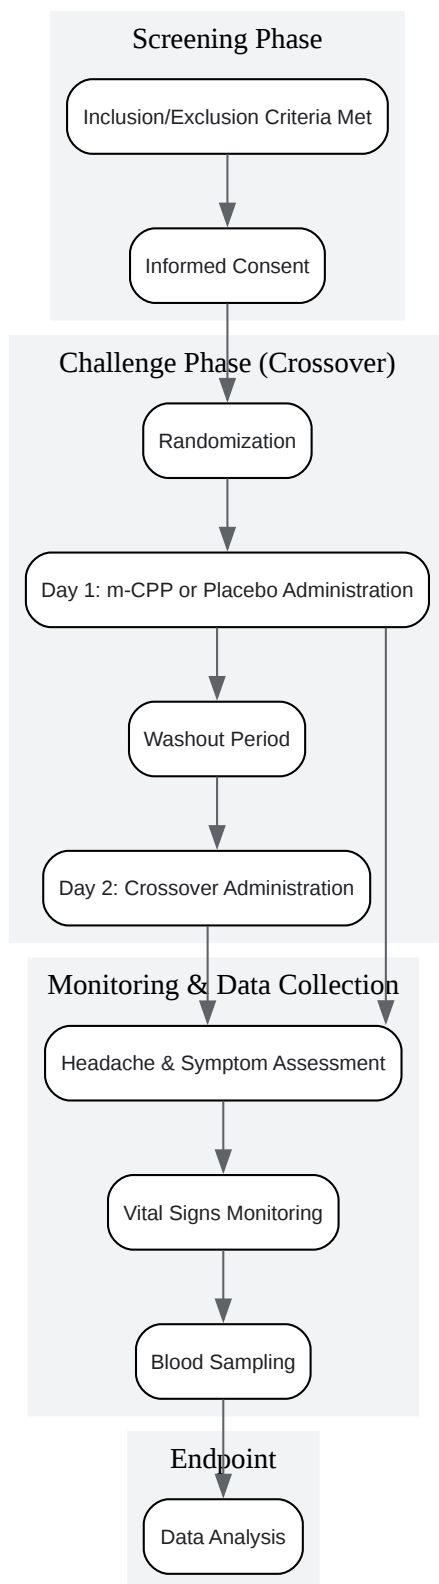 Screening Phase
Inclusion/Exclusion Criteria Met
Informed Consent
Challenge Phase (Crossover)
Randomization
Day 1: m-CPP or Placebo Administration
Washout Period
Day 2: Crossover Administration
Monitoring & Data Collection
Headache & Symptom Assessment
Vital Signs Monitoring
Blood Sampling
Endpoint
Data Analysis